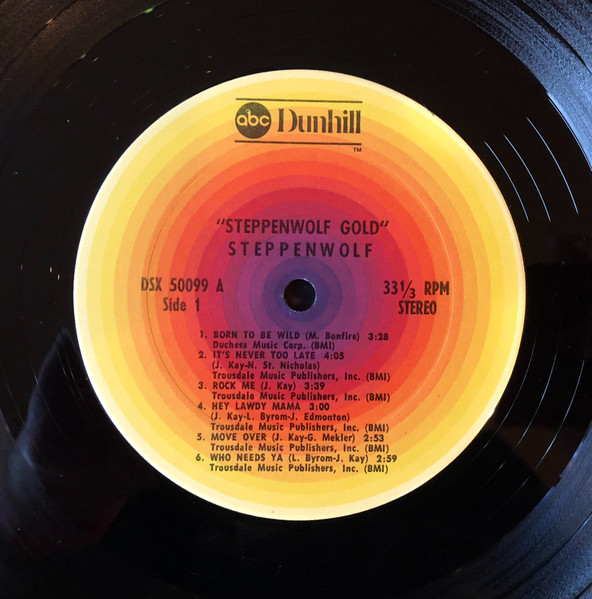 abc Dunhill
TM
"STEPPENWOLF GOLD"
STEPPENWOLF
DSX 50099 A
Side 1
33 1/3 RPM
STEREO
1. BORN TO BE WILD (M. Bonfire) 3:28
Duchess Music Corp. (BMI)
2. IT'S NEVER TOO LATE 4:05
(J. Kay-N. St. Nicholas)
Trousdale Music Publishers, Inc. (BMI)
3. ROCK ME (J. Kay) 3:39
Trousdale Music Publishers, Inc. (BMI)
4. HEY LAWDY MAMA 3:00
(J. Kay-L. Byrom-J. Edmonton)
Trousdale Music Publishers, Inc. (BMI)
5. MOVE OVER (J. Kay-G. Mekler) 2:53
Trousdale Music Publishers, Inc. (BMI)
6. WHO NEEDS YA (L. Byrom-J. Kay) 2:59
Trousdale Music Publishers, Inc. (BMI)